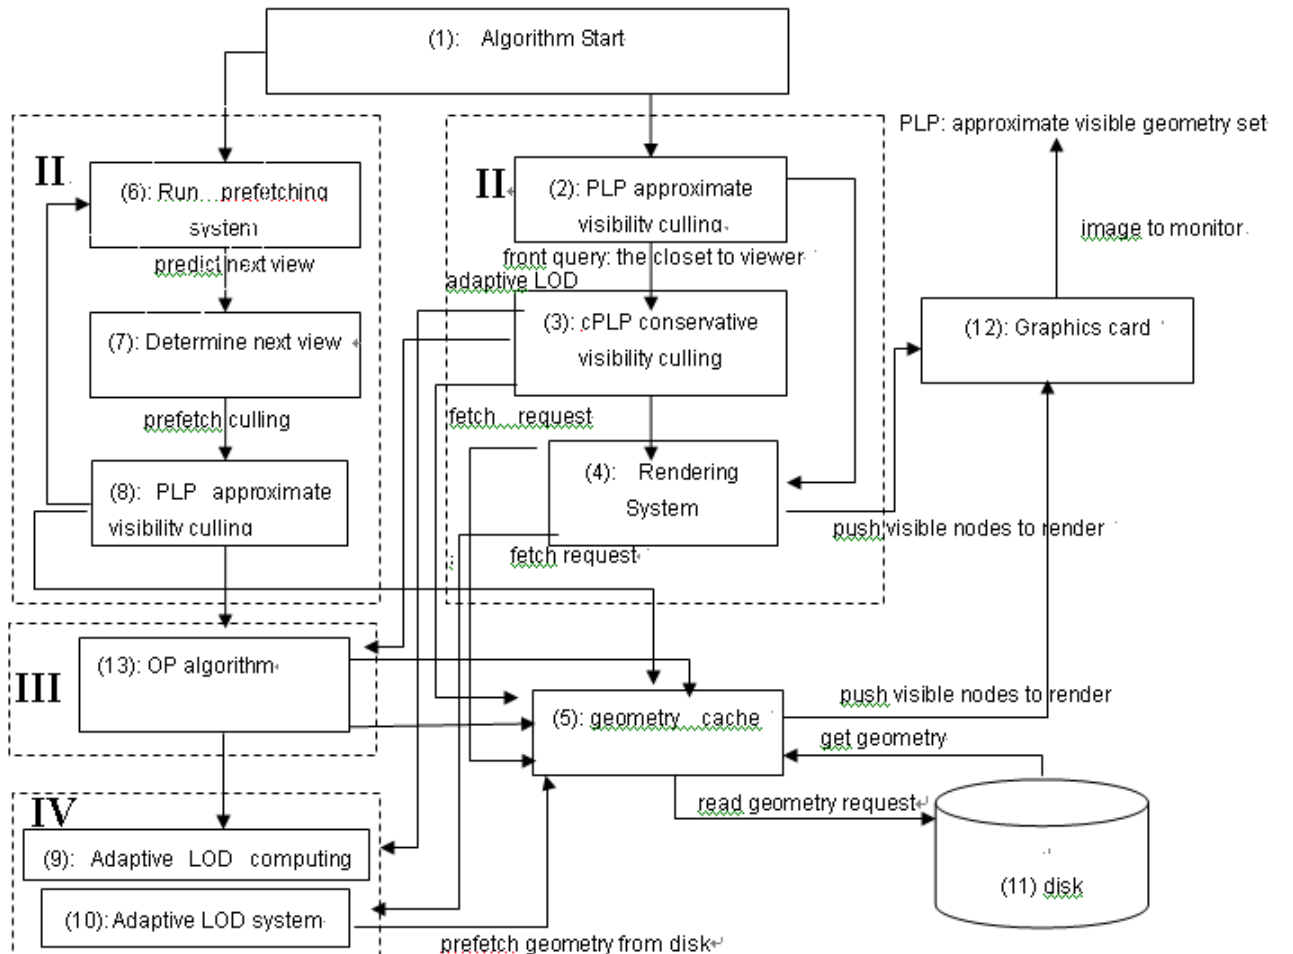 (1): Algorithm Start
PLP: approximate visible geometry set
II
II
(6): Run prefetching
system
(2): PLP approximate
visibility culling
image to monitor
predict next view
front query: the closet to viewer
adaptive LOD
(7): Determine next view
(3): cPLP conservative
visibility culling
(12): Graphics card
prefetch culling
fetch request
(8): PLP approximate
visibility culling
(4): Rendering
System
push visible nodes to render
fetch request
III
(13): OP algorithm
(5): geometry cache
push visible nodes to render
get geometry
read geometry request
IV
(9): Adaptive LOD computing
(11) disk
(10): Adaptive LOD system
prefetch geometry from disk